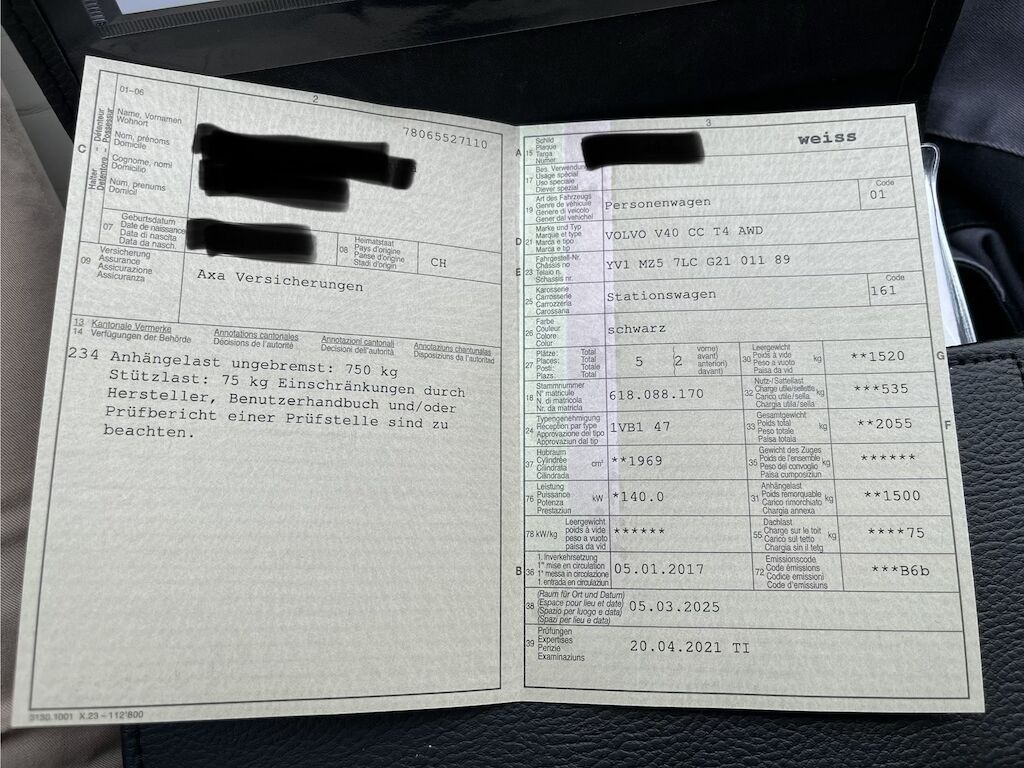 01–06
2
Name, Vornamen
Wohnort
Nom, prénoms
Domicile
Cognome, nomi
Domicilio
Num, prenums
Domicil
C
Halter
Détenteur
Detentore
Possessur
78065527110
07
Geburtsdatum
Date de naissance
Data di nascita
Data da nasch.
08
Heimatstaat
Pays d'origine
Paese d'origine
Stadi d'origin
CH
09
Versicherung
Assurance
Assicurazione
Assicuranza
Axa Versicherungen
13 Kantonale Vermerke
14 Verfügungen der Behörde
Annotations cantonales
Décisions de l'autorité
Annotazioni cantonali
Decisioni dell'autorità
Annotaziuns chantunalas
Disposiziuns da l'autoritad
234 Anhängelast ungebremst: 750 kg
Stützlast: 75 kg Einschränkungen durch
Hersteller, Benutzerhandbuch und/oder
Prüfbericht einer Prüfstelle sind zu
beachten.
3130.1001 X.23 – 112'800
3
A 15
Schild
Plaque
Targa
Numer
weiss
17
Bes. Verwendung
Usage spécial
Uso speciale
Diever spezial
19
Art des Fahrzeugs
Genre de véhicule
Genere di veicolo
Gener dal vehichel
Personenwagen
Code
01
D 21
Marke und Typ
Marque et type
Marca e tipo
Marca e tip
VOLVO V40 CC T4 AWD
E 23
Fahrgestell-Nr.
Châssis no
Telaio n.
Schassis nr.
YV1 MZ5 7LC G21 011 89
25
Karosserie
Carrosserie
Carrozzeria
Carossaria
Stationswagen
Code
161
26
Farbe
Couleur
Colore
Colur
schwarz
27
Plätze: Total
Places: Total
Posti: Totale
Plazs: Total
5
2
vorne)
avant)
anteriori)
davant)
30
Leergewicht
Poids à vide
Peso a vuoto
Paisa da vid
kg
**1520
G
18
Stammnummer
N° matricule
N. di matricola
Nr. da matricla
618.088.170
32
Nutz-/Sattellast
Charge utile/sellette
Carico utile/sella
Chargia utila/sella
kg
***535
24
Typengenehmigung
Réception par type
Approvazione del tipo
Approvaziun dal tip
1VB1 47
33
Gesamtgewicht
Poids total
Peso totale
Paisa totala
kg
**2055
F
37
Hubraum
Cylindrée
Cilindrata
Cilindrada
cm³
**1969
35
Gewicht des Zuges
Poids de l'ensemble
Peso del convoglio
Paisa cumposiziun
kg
******
76
Leistung
Puissance
Potenza
Prestaziun
kW
*140.0
31
Anhängelast
Poids remorquable
Carico rimorchiato
Chargia annexa
kg
**1500
78 kW/kg
Leergewicht
poids à vide
peso a vuoto
paisa da vid
******
55
Dachlast
Charge sur le toit
Carico sul tetto
Chargia sin il tetg
kg
****75
B 36
1. Inverkehrsetzung
1re mise en circulation
1a messa in circolazione
1. entrada en circulaziun
05.01.2017
72
Emissionscode
Code émissions
Codice emissioni
Code d'emissiuns
***B6b
38
(Raum für Ort und Datum)
(Espace pour lieu et date)
(Spazio per luogo e data)
(Spazi per lieu e data)
05.03.2025
39
Prüfungen
Expertises
Perizie
Examinaziuns
20.04.2021 TI